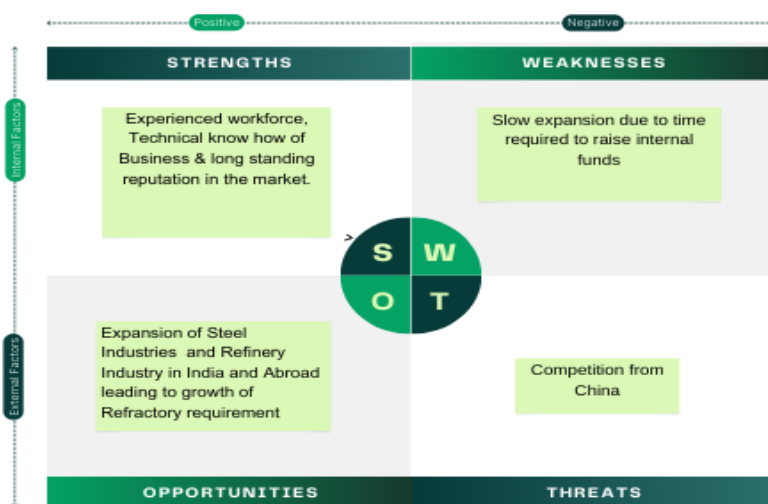 Positive
Negative
STRENGTHS
WEAKNESSES
Internal Factors
Experienced workforce,
Technical know how of
Business & long standing
reputation in the market.
Slow expansion due to time
required to raise internal
funds
>
S
W
O
T
External Factors
Expansion of Steel
Industries and Refinery
Industry in India and Abroad
leading to growth of
Refractory requirement
Competition from
China
OPPORTUNITIES
THREATS